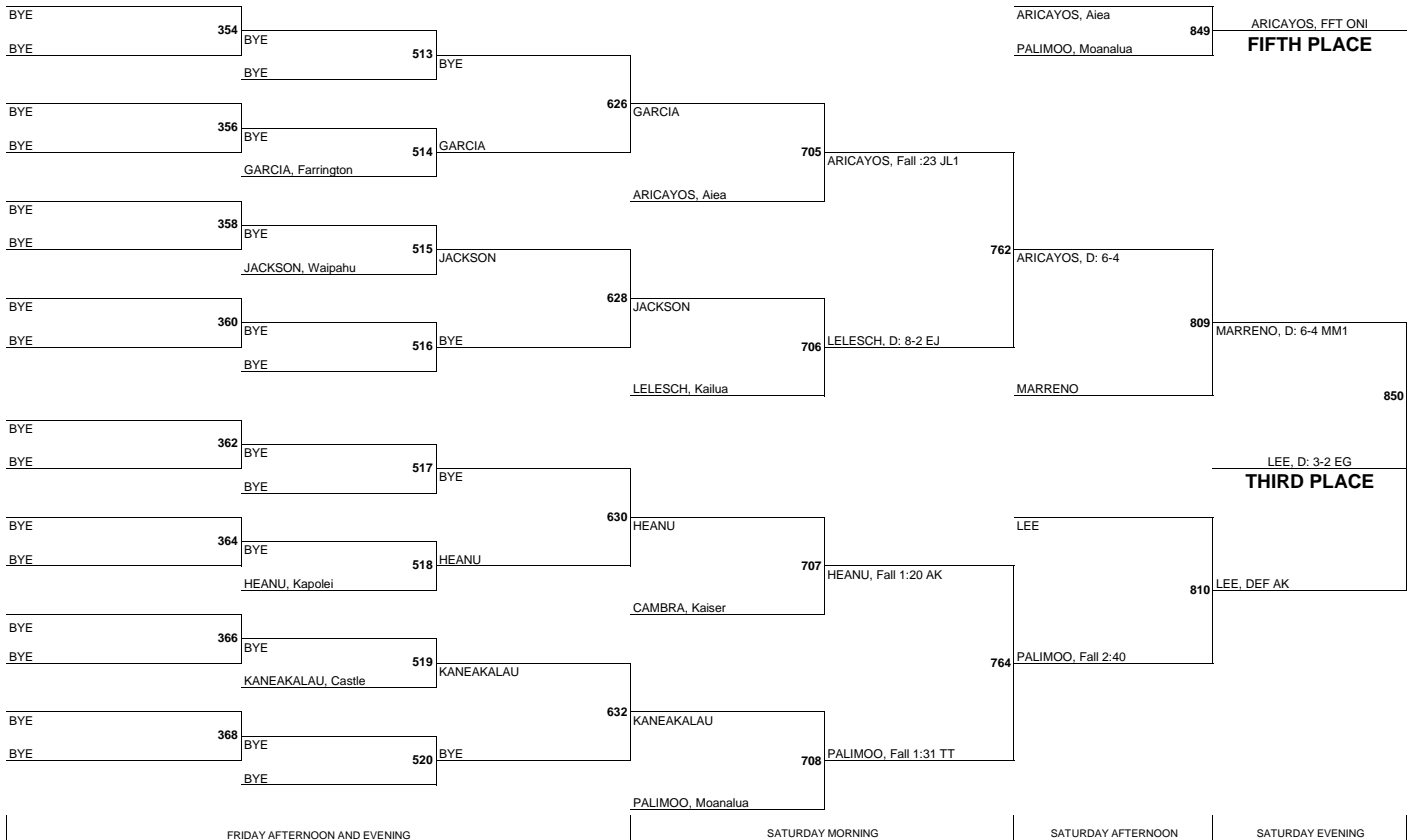 BYE
354
BYE
BYE
513
BYE
BYE
BYE
356
BYE
BYE
514
GARCIA
GARCIA, Farrington
626
GARCIA
705
ARICAYOS, Fall :23 JL1
ARICAYOS, Aiea
BYE
358
BYE
BYE
515
JACKSON
JACKSON, Waipahu
BYE
360
BYE
BYE
516
BYE
BYE
628
JACKSON
706
LELESCH, D: 8-2 EJ
LELESCH, Kailua
762
ARICAYOS, D: 6-4
809
MARRENO, D: 6-4 MM1
MARRENO
ARICAYOS, Aiea
849
ARICAYOS, FFT ONI
PALIMOO, Moanalua
FIFTH PLACE
BYE
362
BYE
BYE
517
BYE
BYE
BYE
364
BYE
BYE
518
HEANU
HEANU, Kapolei
630
HEANU
707
HEANU, Fall 1:20 AK
CAMBRA, Kaiser
BYE
366
BYE
BYE
519
KANEAKALAU
KANEAKALAU, Castle
BYE
368
BYE
BYE
520
BYE
BYE
632
KANEAKALAU
708
PALIMOO, Fall 1:31 TT
PALIMOO, Moanalua
764
PALIMOO, Fall 2:40
LEE
810
LEE, DEF AK
850
LEE, D: 3-2 EG
THIRD PLACE
FRIDAY AFTERNOON AND EVENING
SATURDAY MORNING
SATURDAY AFTERNOON
SATURDAY EVENING